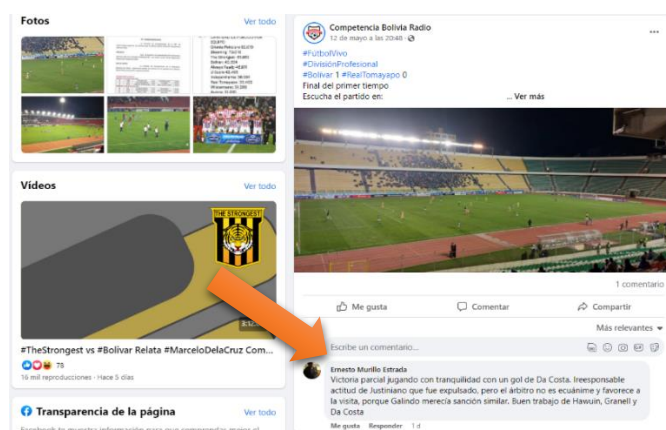 Fotos
Ver todo
Vídeos
Ver todo
THE STRONGEST
#TheStrongest vs #Bolivar Relata #MarceloDelaCruz Com...
78
16 mil reproducciones · Hace 5 días
Transparencia de la página
Ver todo
Competencia Bolivia Radio
12 de mayo a las 20:46
#FútbolVivo
#DivisiónProfesional
#Bolívar 1 #RealTomayapo 0
Final del primer tiempo
Escucha el partido en:
... Ver más
1 comentario
Me gusta
Comentar
Compartir
Más relevantes
Escribe un comentario...
Ernesto Murillo Estrada
Victoria parcial jugando con tranquilidad con un gol de Da Costa. Irresponsable
actitud de Justiniano que fue expulsado, pero el árbitro no es ecuánime y favorece a
la visita, porque Galindo merecía sanción similar. Buen trabajo de Hawuin, Granell y
Da Costa
Me gusta Responder 1 d